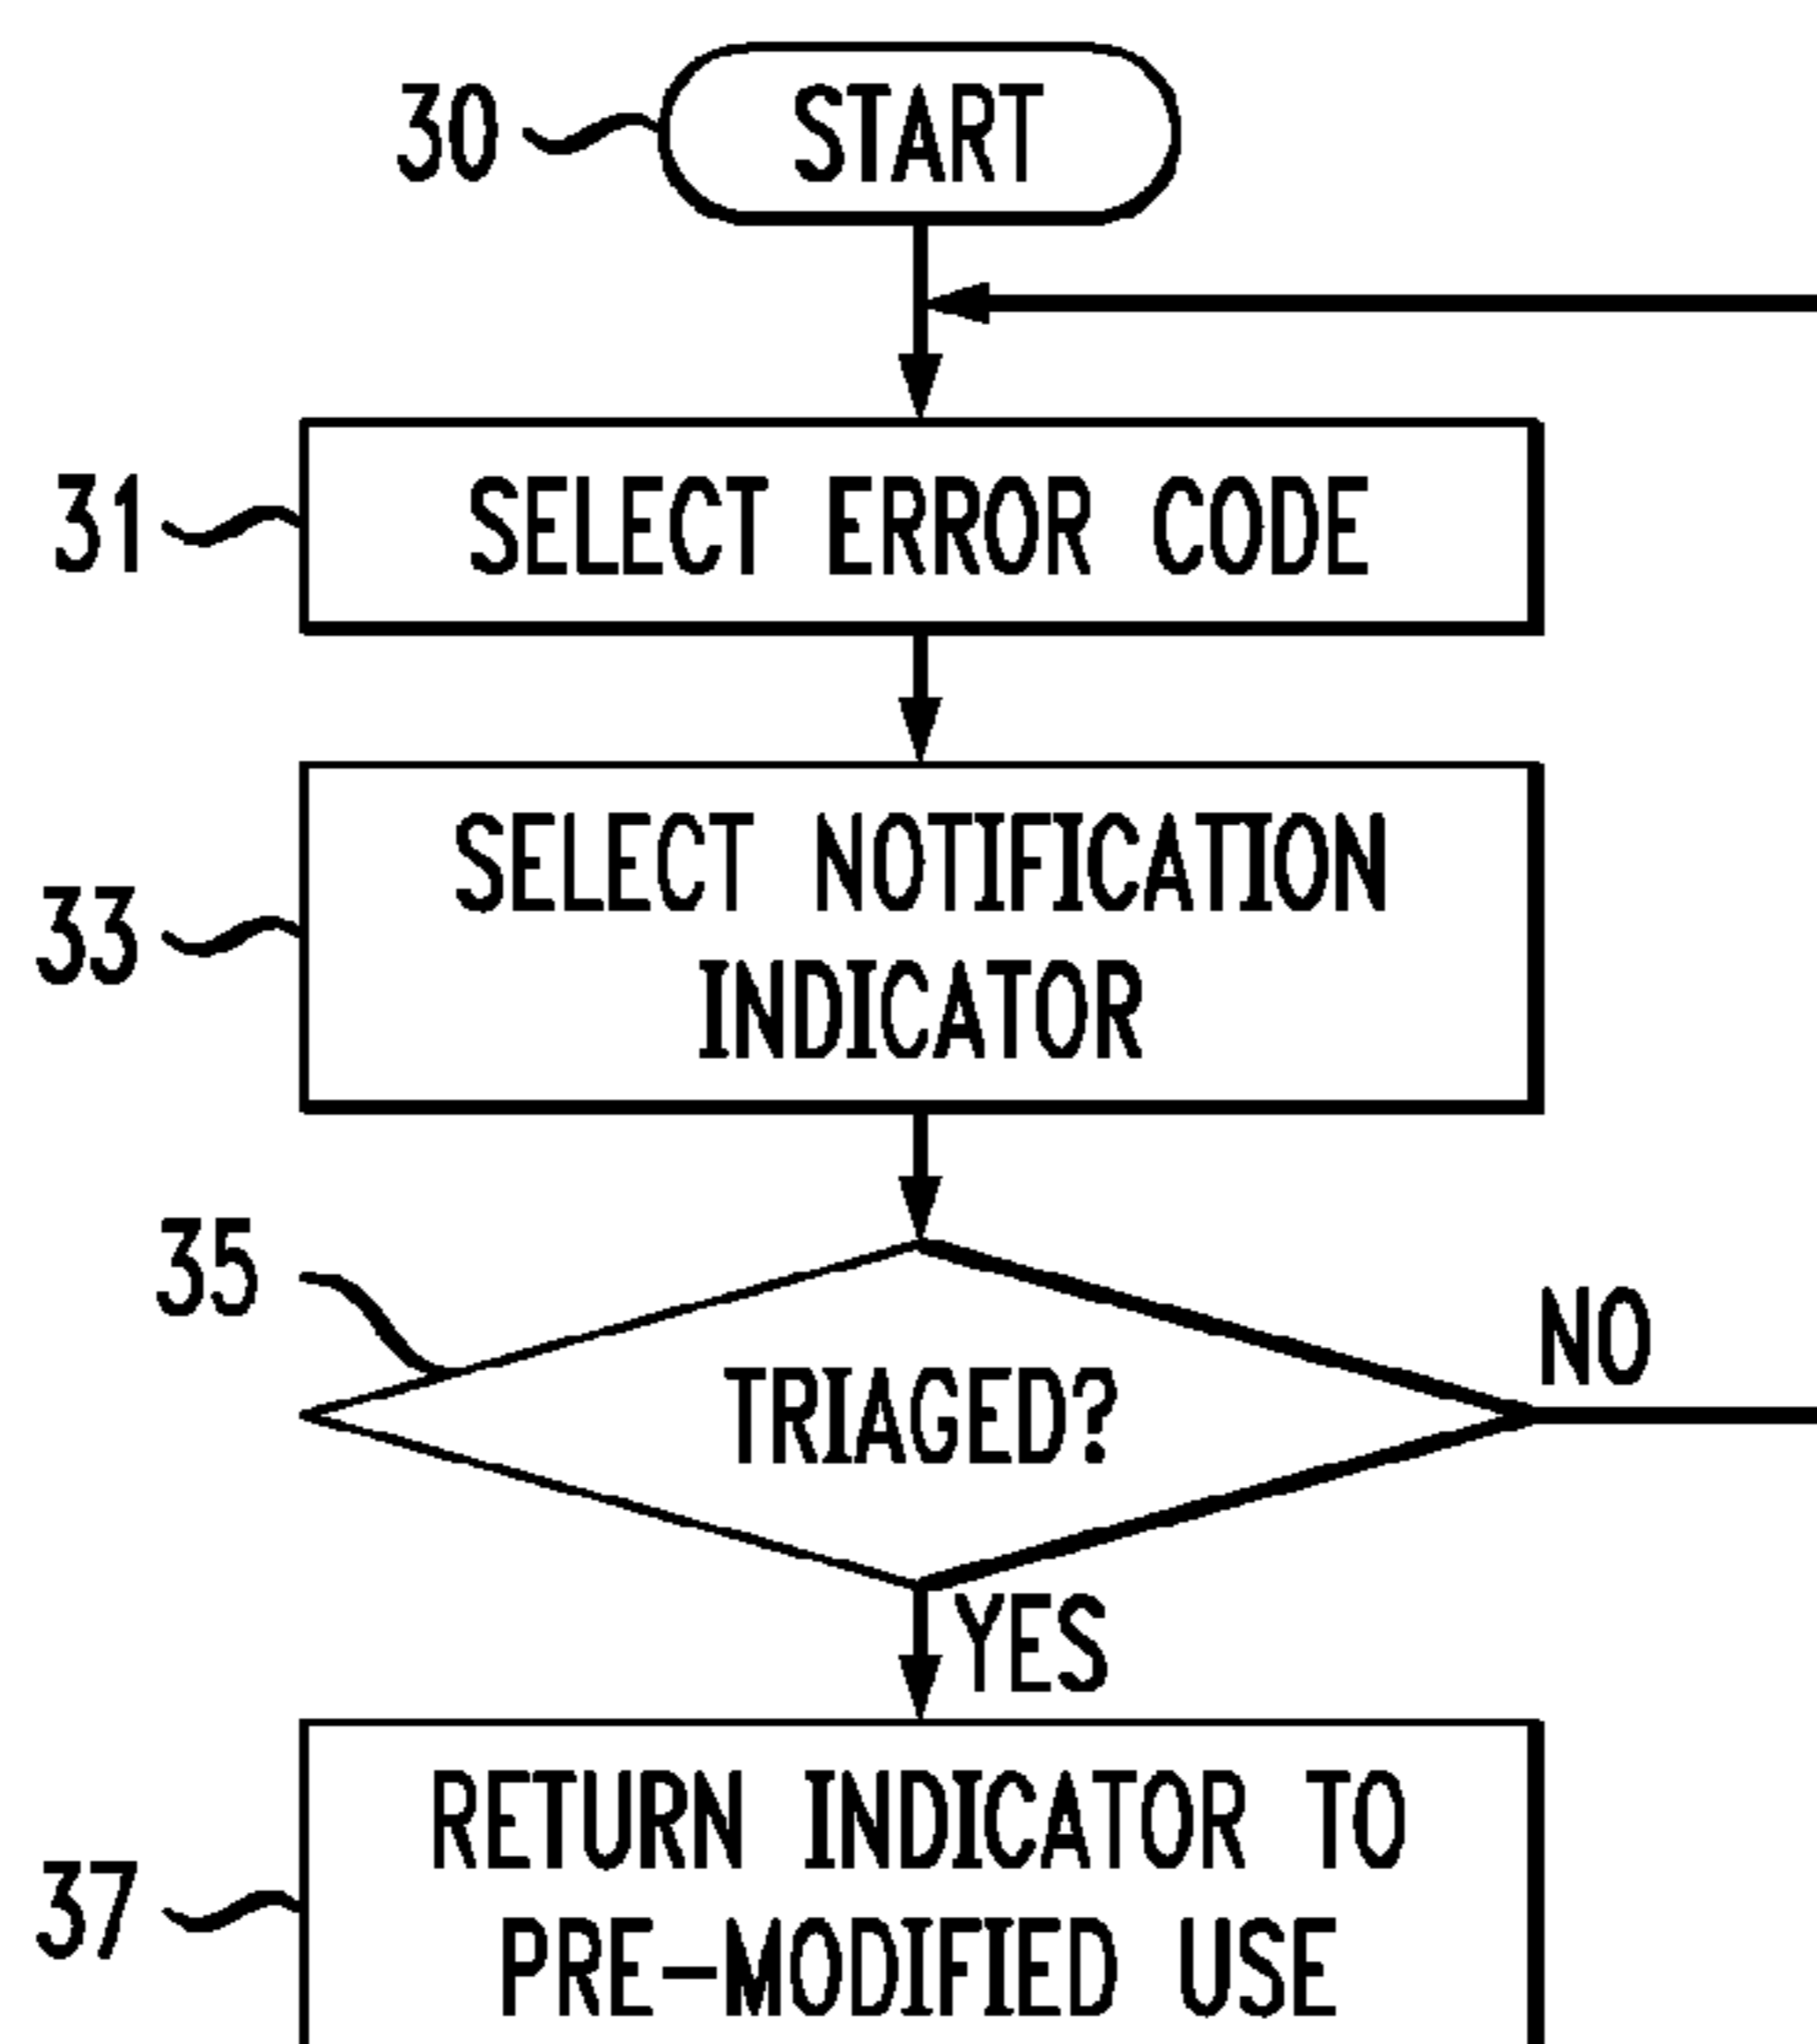 30 START
31 SELECT ERROR CODE
33 SELECT NOTIFICATION
INDICATOR
35 TRIAGED?
NO
YES
37 RETURN INDICATOR TO
PRE-MODIFIED USE